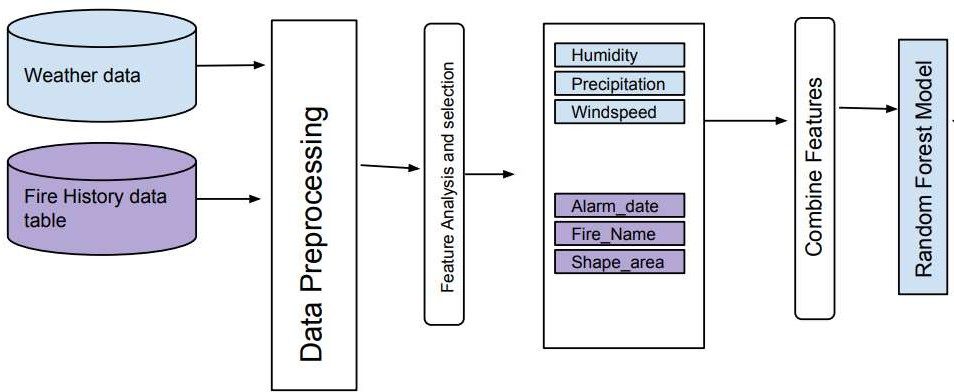 Weather data
Fire History data
table
Data Preprocessing
Feature Analysis and selection
Humidity
Precipitation
Windspeed
Alarm_date
Fire_Name
Shape_area
Combine Features
Random Forest Model